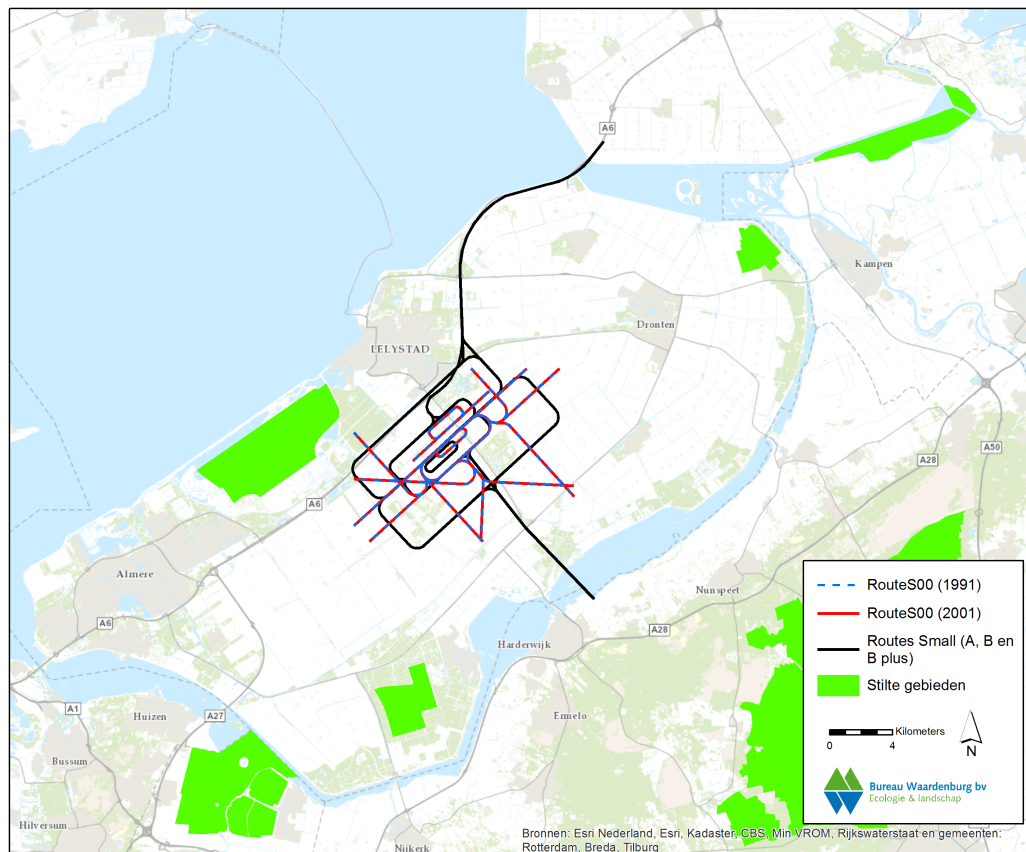 A6
Kampen
Dronten
LELYSTAD
A50
A28
A6
Almere
Nunspeet
A6
A28
Harderwijk
A1
Huizen
A27
Ermelo
Bussum
Hilversum
Nijkerk
RouteS00 (1991)
RouteS00 (2001)
Routes Small (A, B en
B plus)
Stilte gebieden
Kilometers
0 4
N
Bureau Waardenburg bv
Ecologie & landschap
Bronnen: Esri Nederland, Esri, Kadaster, CBS, Min VROM, Rijkswaterstaat en gemeenten:
Rotterdam, Breda, Tilburg